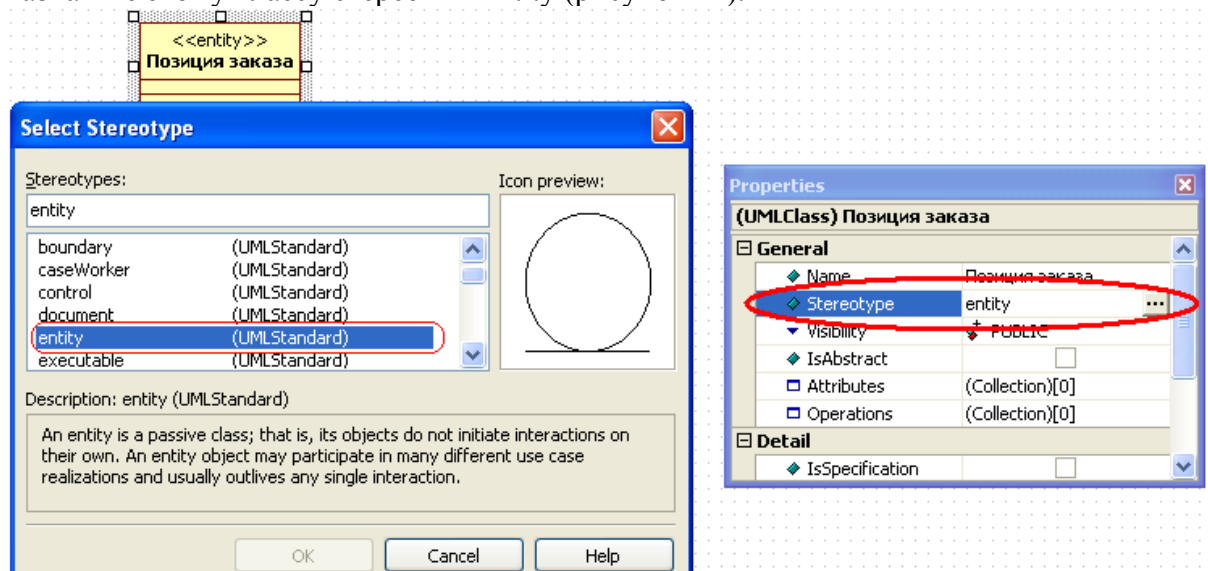 <<entity>>
Позиция заказа
Select Stereotype
Stereotypes:
Icon preview:
entity
boundary (UMLStandard)
caseWorker (UMLStandard)
control (UMLStandard)
document (UMLStandard)
entity (UMLStandard)
executable (UMLStandard)
Description: entity (UMLStandard)
An entity is a passive class; that is, its objects do not initiate interactions on
their own. An entity object may participate in many different use case
realizations and usually outlives any single interaction.
OK Cancel Help
Properties
(UMLClass) Позиция заказа
General
Name Позиция заказа
Stereotype entity ...
Visibility PUBLIC
IsAbstract
Attributes (Collection)[0]
Operations (Collection)[0]
Detail
IsSpecification